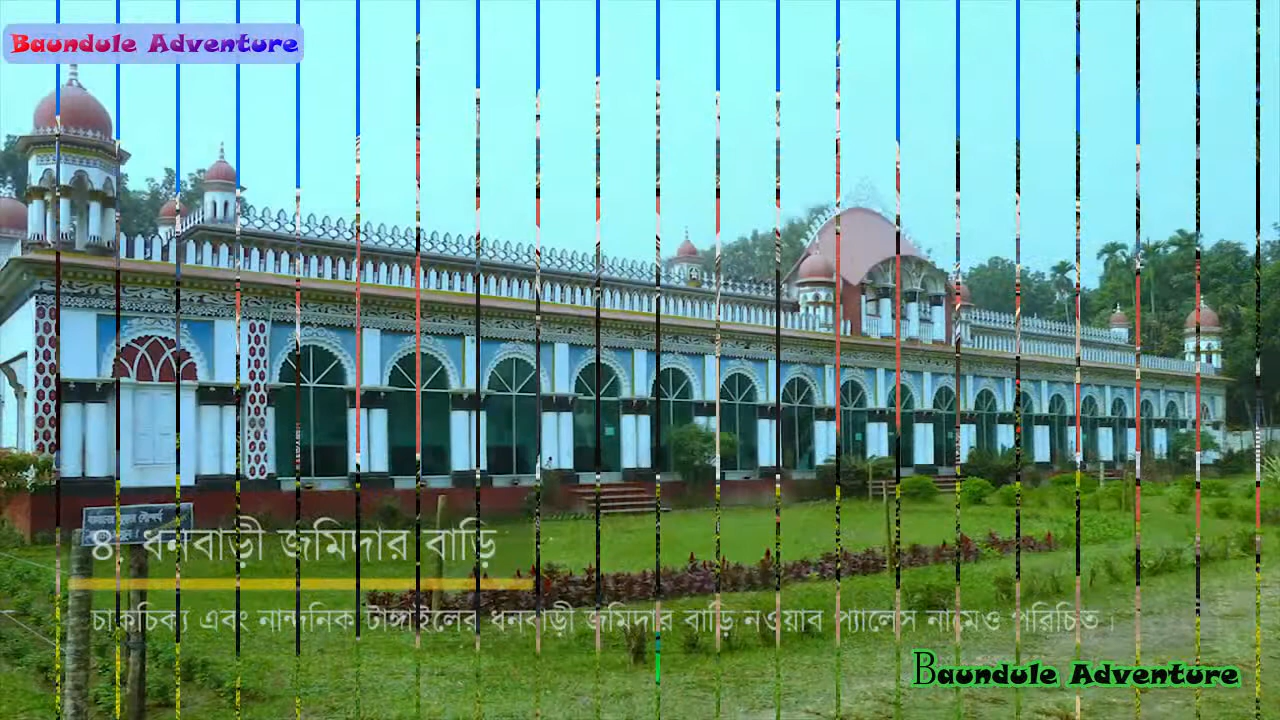 Baundule Adventure
৪। ধনবাড়ী জমিদার বাড়ি
চাকচিক্য এবং নান্দনিক টাঙ্গাইলের ধনবাড়ী জমিদার বাড়ি নওয়াব প্যালেস নামেও পরিচিত।
Baundule Adventure